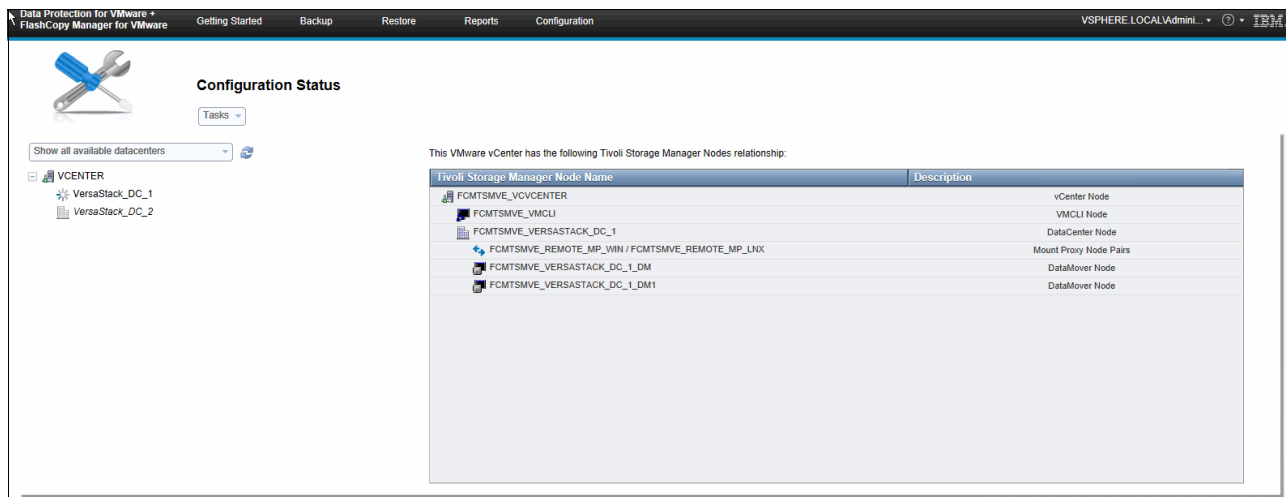 Data Protection for VMware +
FlashCopy Manager for VMware
Getting Started Backup Restore Reports Configuration
VSPHERE.LOCAL\Admini... ? IBM.
Configuration Status
Tasks
Show all available datacenters
This VMware vCenter has the following Tivoli Storage Manager Nodes relationship:
VCENTER
VersaStack_DC_1
VersaStack_DC_2
Tivoli Storage Manager Node Name Description
FCMTSMVE_VCVCENTER vCenter Node
FCMTSMVE_VMCLI VMCLI Node
FCMTSMVE_VERSASTACK_DC_1 DataCenter Node
FCMTSMVE_REMOTE_MP_WIN / FCMTSMVE_REMOTE_MP_LNX Mount Proxy Node Pairs
FCMTSMVE_VERSASTACK_DC_1_DM DataMover Node
FCMTSMVE_VERSASTACK_DC_1_DM1 DataMover Node